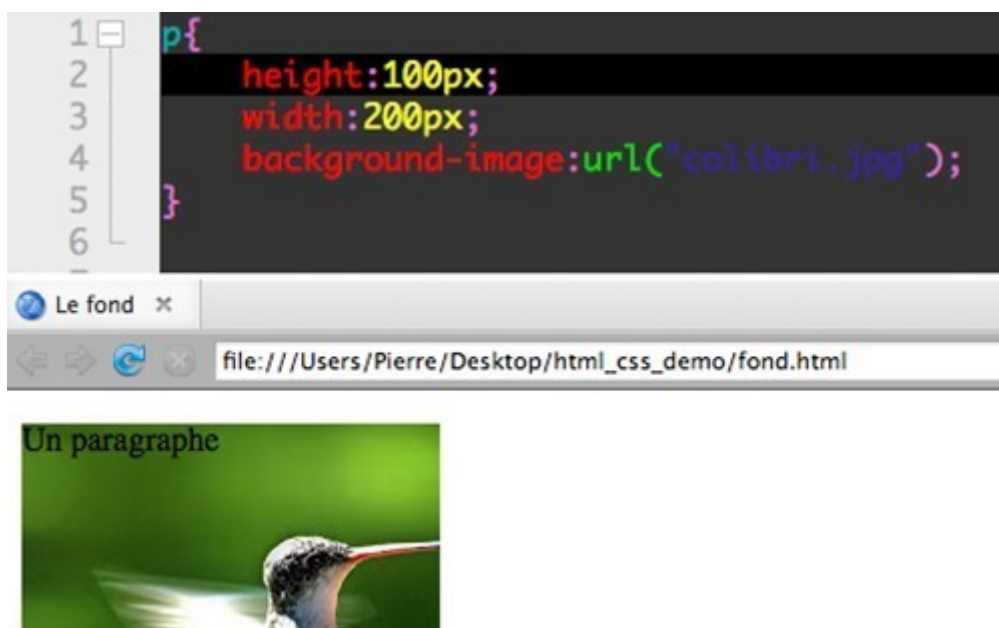 1 p{
2 height:100px;
3 width:200px;
4 background-image:url("colibri.jpg");
5 }
6
Le fond ×
file:///Users/Pierre/Desktop/html_css_demo/fond.html
Un paragraphe